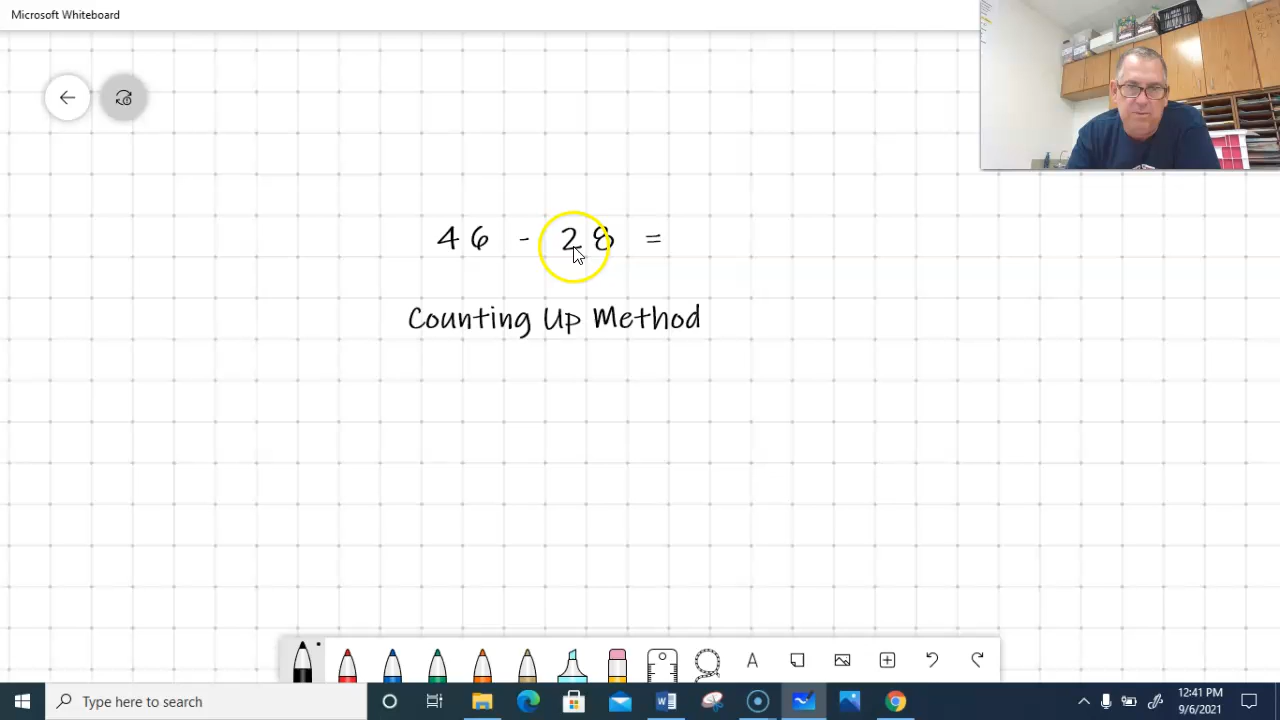 Microsoft Whiteboard
46 - 28 =
Counting Up Method
A
Type here to search
12:41 PM
9/6/2021